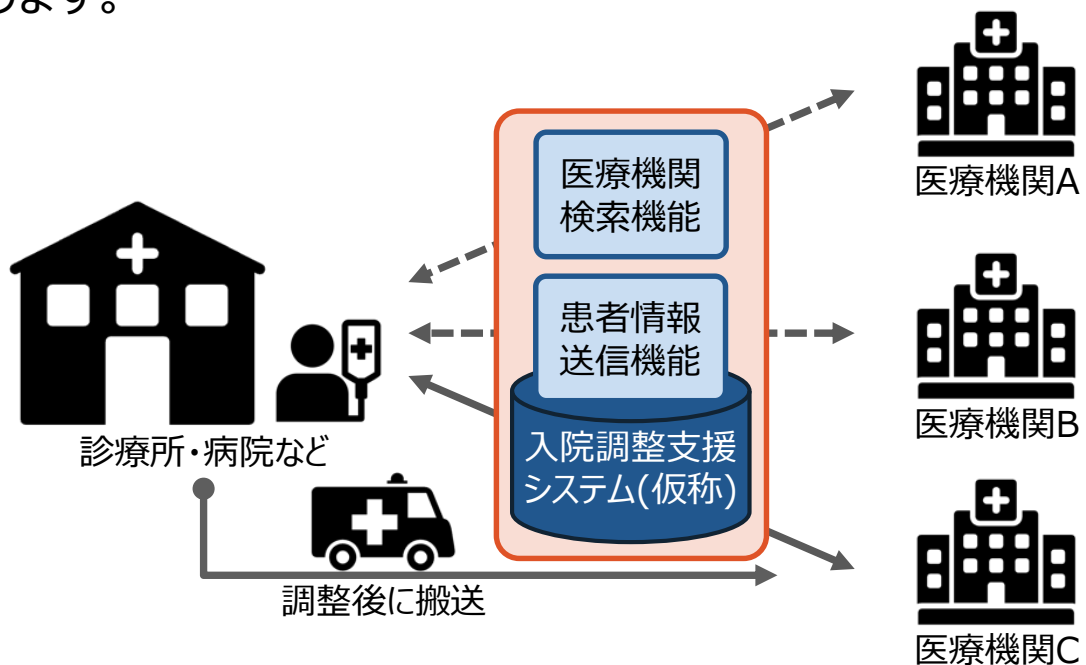 ります。
医療機関
検索機能
患者情報
送信機能
入院調整支援
システム(仮称)
診療所・病院など
調整後に搬送
医療機関A
医療機関B
医療機関C